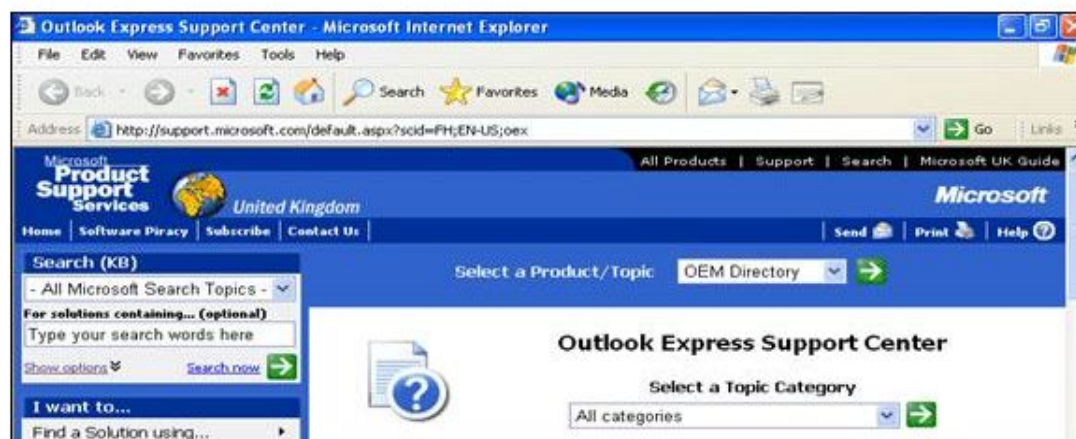 Outlook Express Support Center - Microsoft Internet Explorer
File Edit View Favorites Tools Help
Back Search Favorites Media
Address http://support.microsoft.com/default.aspx?scid=FH;EN-US;oex Go Links
All Products | Support | Search | Microsoft UK Guide
Microsoft
Product
Support
Services
United Kingdom
Microsoft
Home | Software Piracy | Subscribe | Contact Us | Send | Print | Help
Search (KB)
- All Microsoft Search Topics -
For solutions containing... (optional)
Type your search words here
Show options Search now
I want to...
Find a Solution using...
Select a Product/Topic OEM Directory
Outlook Express Support Center
Select a Topic Category
All categories